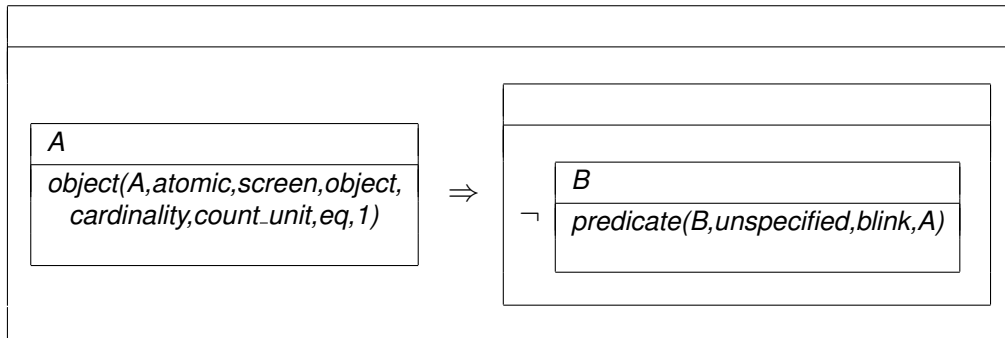 A
object(A,atomic,screen,object,
cardinality,count_unit,eq,1)
⇒
¬
B
predicate(B,unspecified,blink,A)